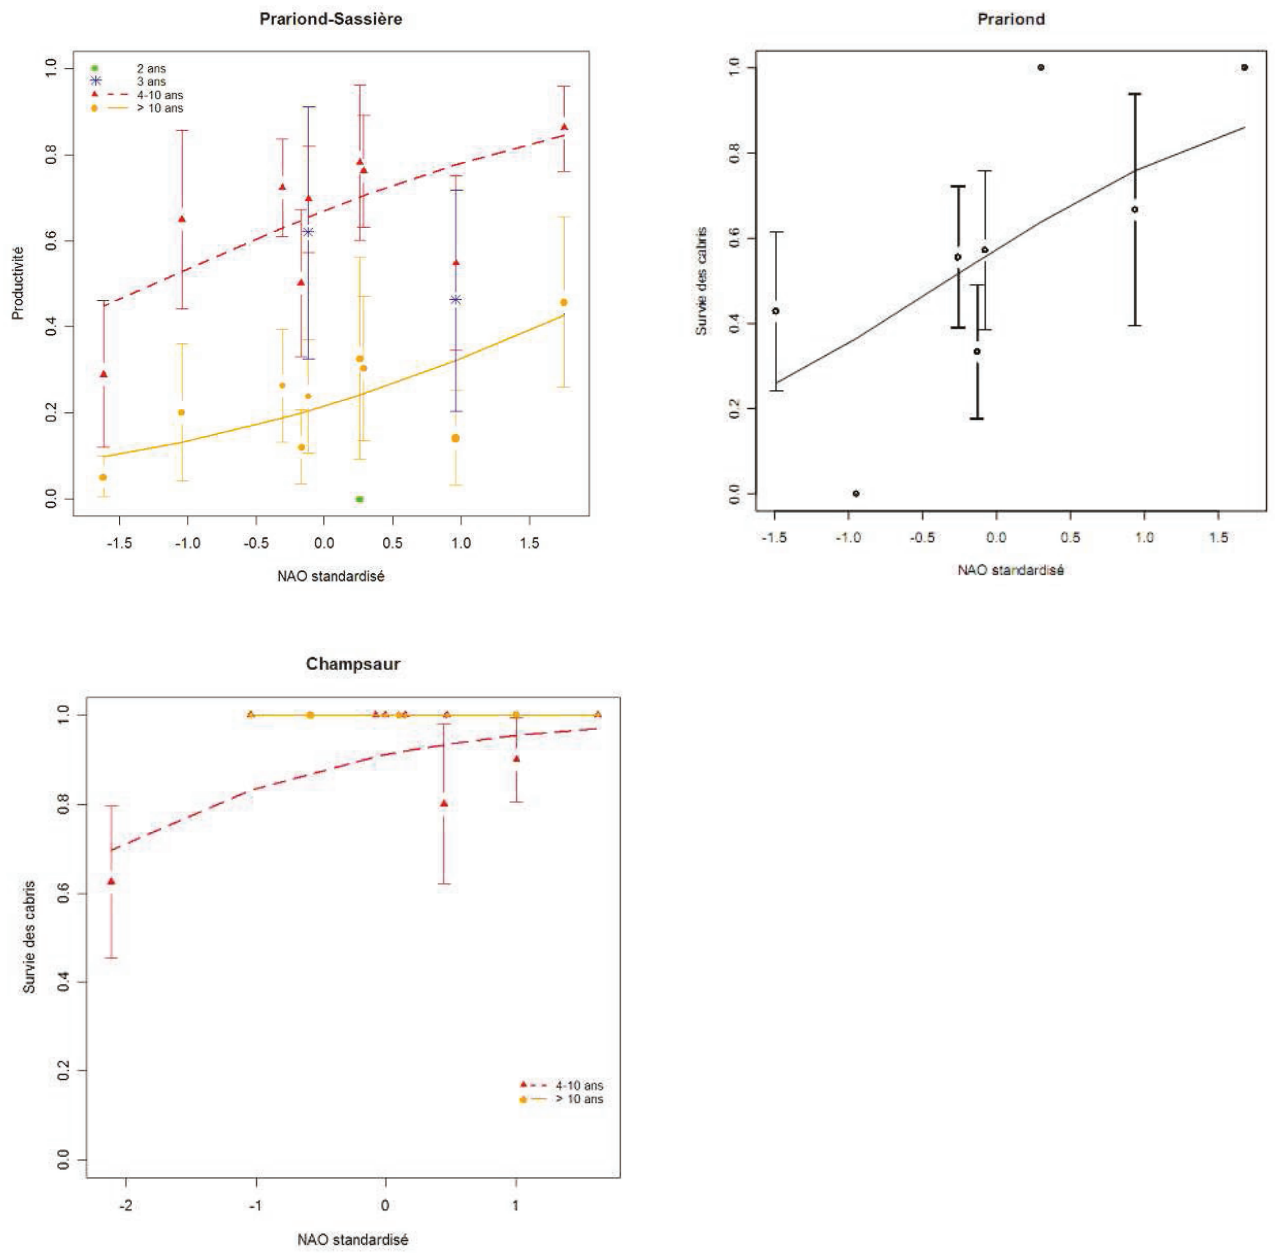 Prariond-Sassière
2 ans
3 ans
4-10 ans
> 10 ans
Productivité
1.0
0.8
0.6
0.4
0.2
0.0
-1.5 -1.0 -0.5 0.0 0.5 1.0 1.5
NAO standardisé
Prariond
Survie des cabris
1.0
0.8
0.6
0.4
0.2
0.0
-1.5 -1.0 -0.5 0.0 0.5 1.0 1.5
NAO standardisé
Champsaur
Survie des cabris
1.0
0.8
0.6
0.4
0.2
0.0
4-10 ans
> 10 ans
-2 -1 0 1
NAO standardisé